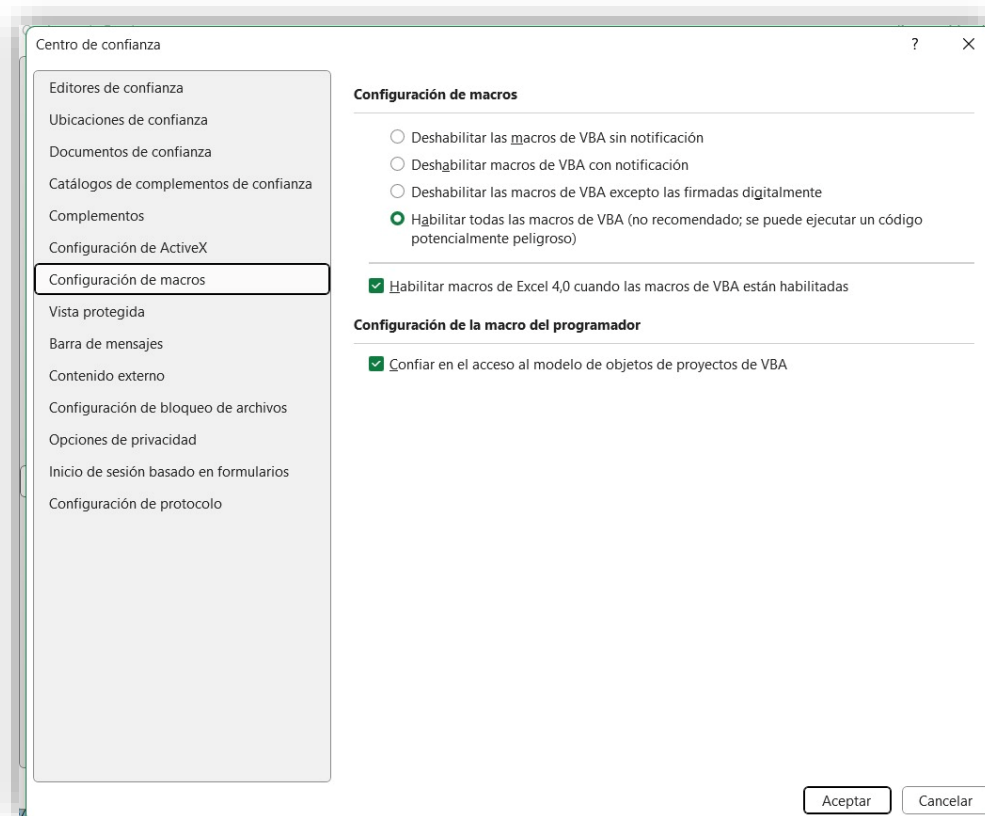 Centro de confianza
?
Editores de confianza
Ubicaciones de confianza
Documentos de confianza
Catálogos de complementos de confianza
Complementos
Configuración de ActiveX
Configuración de macros
Vista protegida
Barra de mensajes
Contenido externo
Configuración de bloqueo de archivos
Opciones de privacidad
Inicio de sesión basado en formularios
Configuración de protocolo
Configuración de macros
Deshabilitar las macros de VBA sin notificación
Deshabilitar macros de VBA con notificación
Deshabilitar las macros de VBA excepto las firmadas digitalmente
Habilitar todas las macros de VBA (no recomendado; se puede ejecutar un código
potencialmente peligroso)
Habilitar macros de Excel 4,0 cuando las macros de VBA están habilitadas
Configuración de la macro del programador
Confiar en el acceso al modelo de objetos de proyectos de VBA
Aceptar
Cancelar